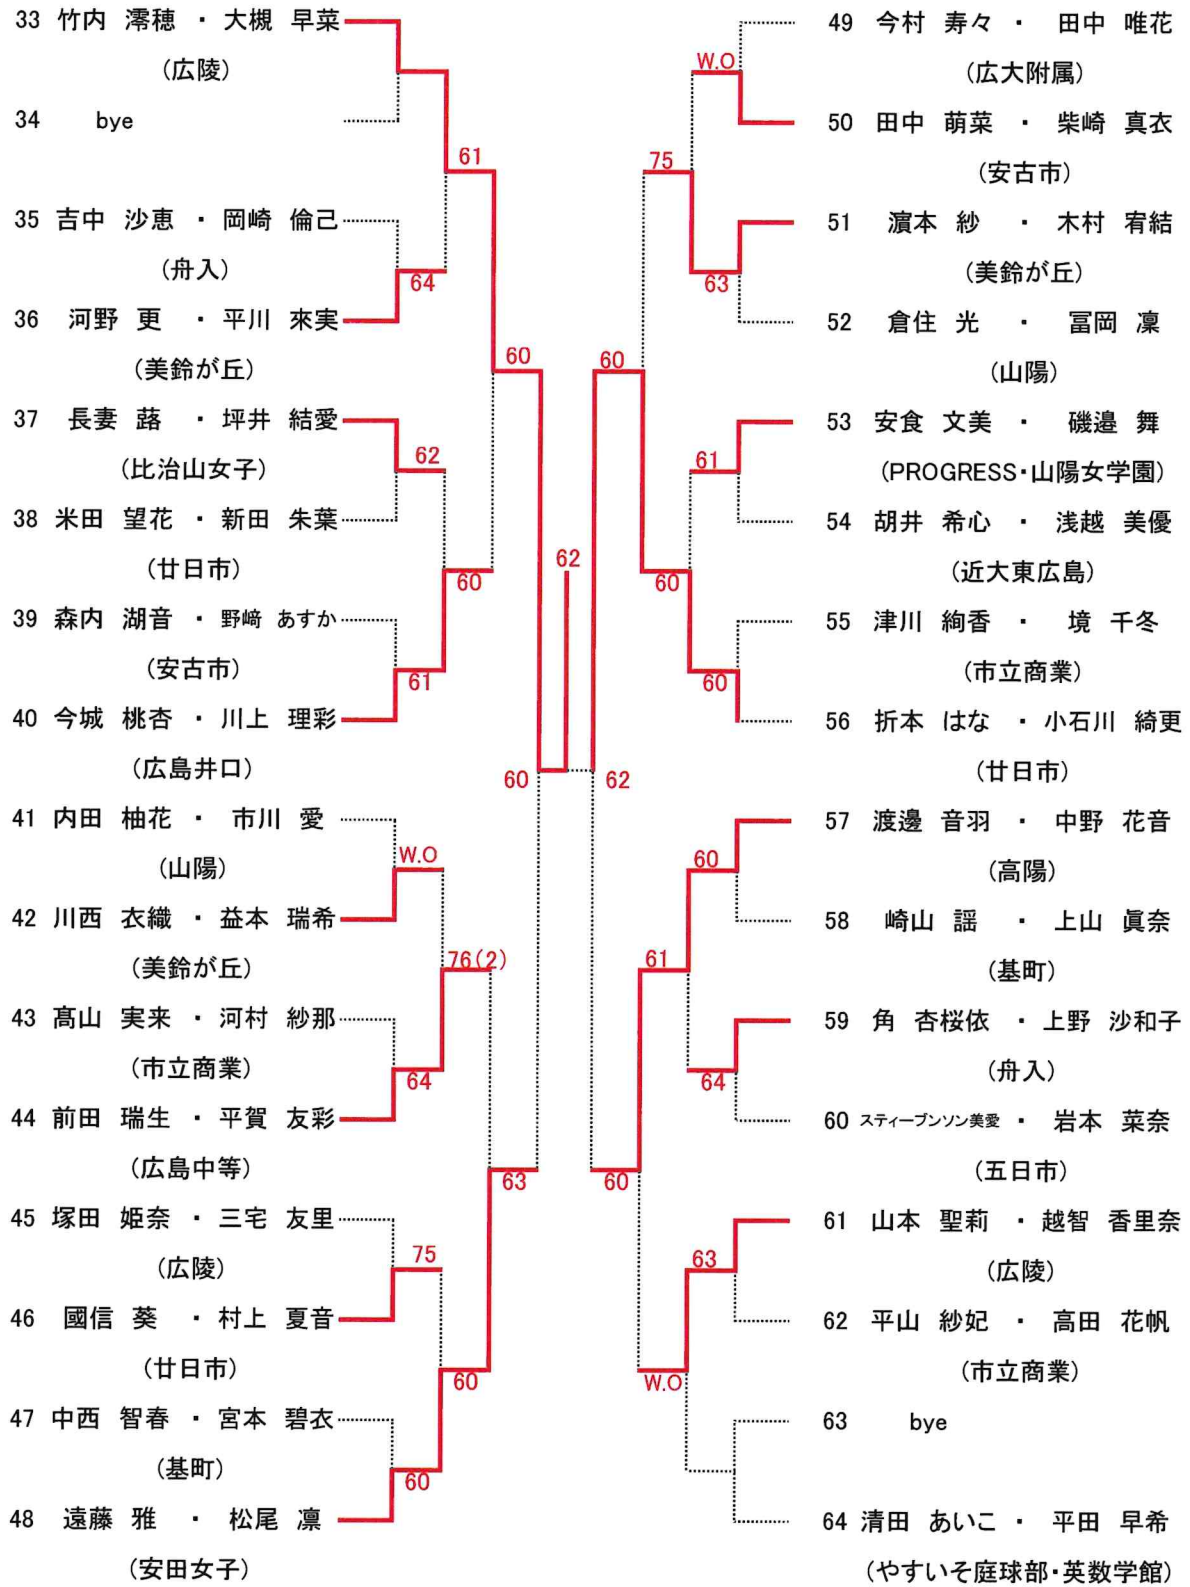 33 竹内 澪穂 ・ 大槻 早菜
(広陵)
34 bye
61
35 吉中 沙恵 ・ 岡崎 倫己
(舟入)
64
36 河野 更 ・ 平川 來実
(美鈴が丘)
60
37 長妻 蕗 ・ 坪井 結愛
(比治山女子)
62
38 米田 望花 ・ 新田 朱葉
(廿日市)
60
39 森内 湖音 ・ 野﨑 あすか
(安古市)
61
40 今城 桃杏 ・ 川上 理彩
(広島井口)
60
62
41 内田 柚花 ・ 市川 愛
(山陽)
W.O
42 川西 衣織 ・ 益本 瑞希
(美鈴が丘)
76(2)
43 髙山 実来 ・ 河村 紗那
(市立商業)
64
44 前田 瑞生 ・ 平賀 友彩
(広島中等)
63
45 塚田 姫奈 ・ 三宅 友里
(広陵)
75
46 國信 葵 ・ 村上 夏音
(廿日市)
60
47 中西 智春 ・ 宮本 碧衣
(基町)
60
48 遠藤 雅 ・ 松尾 凛
(安田女子)
49 今村 寿々 ・ 田中 唯花
W.O
(広大附属)
50 田中 萌菜 ・ 柴崎 真衣
75
(安古市)
51 濵本 紗 ・ 木村 宥結
(美鈴が丘)
63
52 倉住 光 ・ 冨岡 凜
60
(山陽)
53 安食 文美 ・ 磯邉 舞
61
(PROGRESS・山陽女学園)
54 胡井 希心 ・ 浅越 美優
(近大東広島)
60
55 津川 絢香 ・ 境 千冬
(市立商業)
60
56 折本 はな ・ 小石川 綺更
(廿日市)
62
57 渡邊 音羽 ・ 中野 花音
60
(高陽)
58 崎山 謡 ・ 上山 眞奈
61
(基町)
59 角 杏桜依 ・ 上野 沙和子
(舟入)
64
60 スティーブンソン美愛 ・ 岩本 菜奈
(五日市)
60
61 山本 聖莉 ・ 越智 香里奈
63
(広陵)
62 平山 紗妃 ・ 高田 花帆
(市立商業)
W.O
63 bye
64 清田 あいこ ・ 平田 早希
(やすいそ庭球部・英数学館)